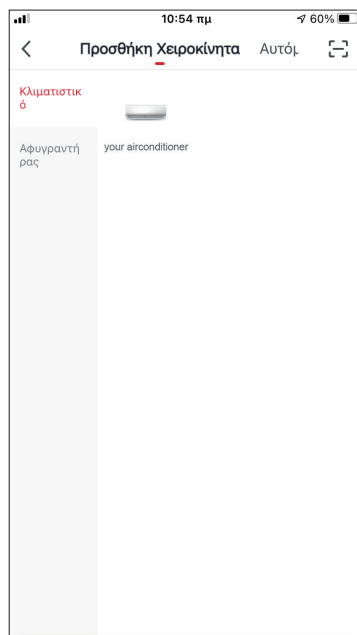 10:54 πμ
60%
Προσθήκη Χειροκίνητα
Αυτόμ
Κλιματιστικ
ό
Αφυγραντή
ρας
your airconditioner